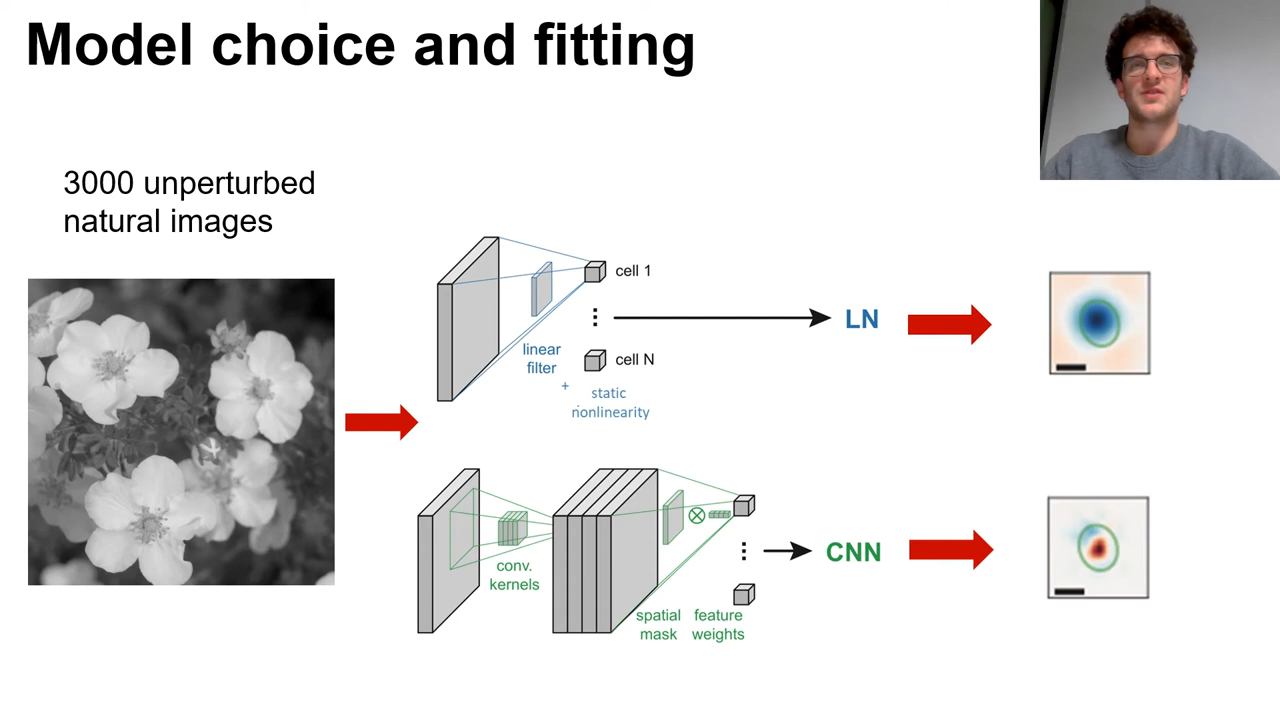 Model choice and fitting
3000 unperturbed
natural images
cell 1
cell N
linear
filter
+
static
nonlinearity
LN
conv.
kernels
spatial
mask
feature
weights
CNN